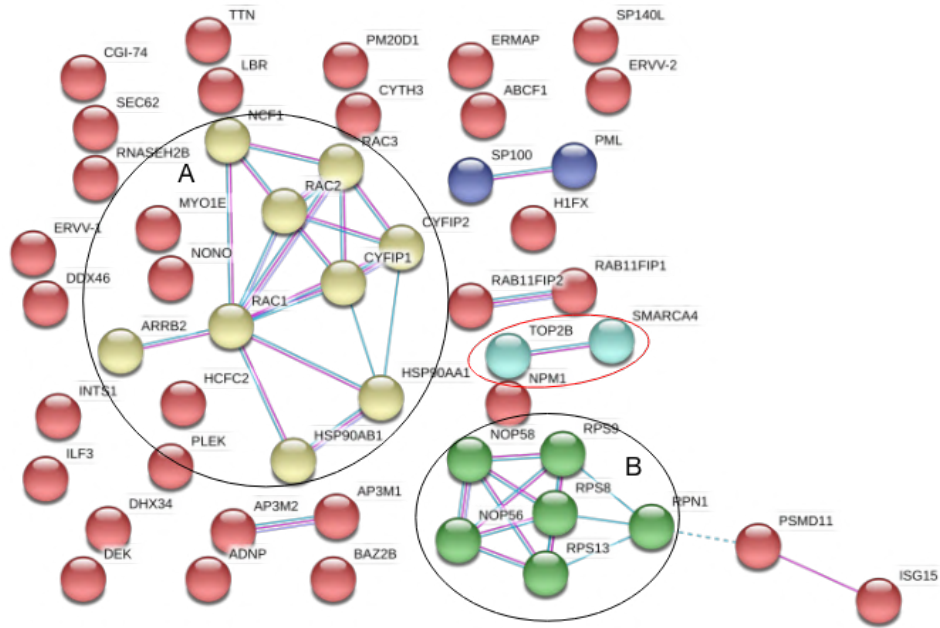 TTN
SP140L
CGI-74
PM20D1
ERMAP
LBR
ERVV-2
SEC62
CYTH3
ABCF1
NCF1
RAC3
PML
RNASEH2B
A
SP100
RAC2
MYO1E
H1FX
CYFIP2
ERVV-1
NONO
CYFIP1
RAB11FIP1
DDX46
RAB11FIP2
RAC1
SMARCA4
ARRB2
TOP2B
HCFC2
HSP90AA1
NPM1
INTS1
HSP90AB1
NOP58
RPS9
PLEK
ILF3
B
RPS8
DHX34
AP3M2
AP3M1
NOP56
RPN1
PSMD11
DEK
ADNP
BAZ2B
RPS13
ISG15